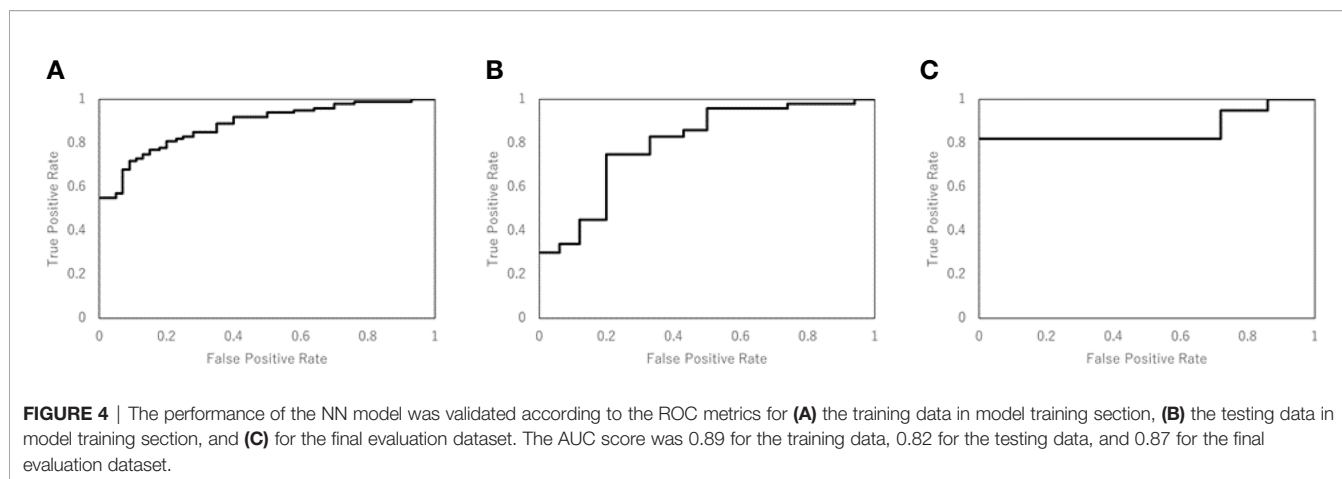 A
B
C
1
0.8
0.6
0.4
0.2
0
True Positive Rate
0 0.2 0.4 0.6 0.8 1
False Positive Rate
1
0.8
0.6
0.4
0.2
0
True Positive Rate
0 0.2 0.4 0.6 0.8 1
False Positive Rate
1
0.8
0.6
0.4
0.2
0
True Positive Rate
0 0.2 0.4 0.6 0.8 1
False Positive Rate
FIGURE 4 | The performance of the NN model was validated according to the ROC metrics for (A) the training data in model training section, (B) the testing data in
model training section, and (C) for the final evaluation dataset. The AUC score was 0.89 for the training data, 0.82 for the testing data, and 0.87 for the final
evaluation dataset.